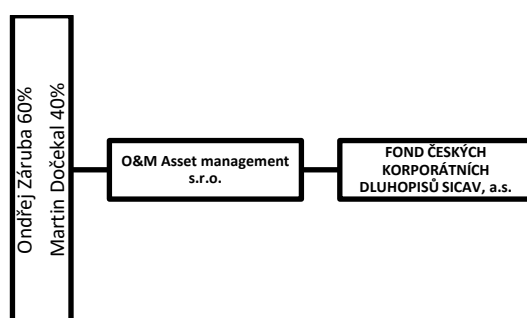 Ondřej Záruba 60%
Martin Dočekal 40%
O&M Asset management
s.r.o.
FOND ČESKÝCH
KORPORÁTNÍCH
DLUHOPISŮ SICAV, a.s.